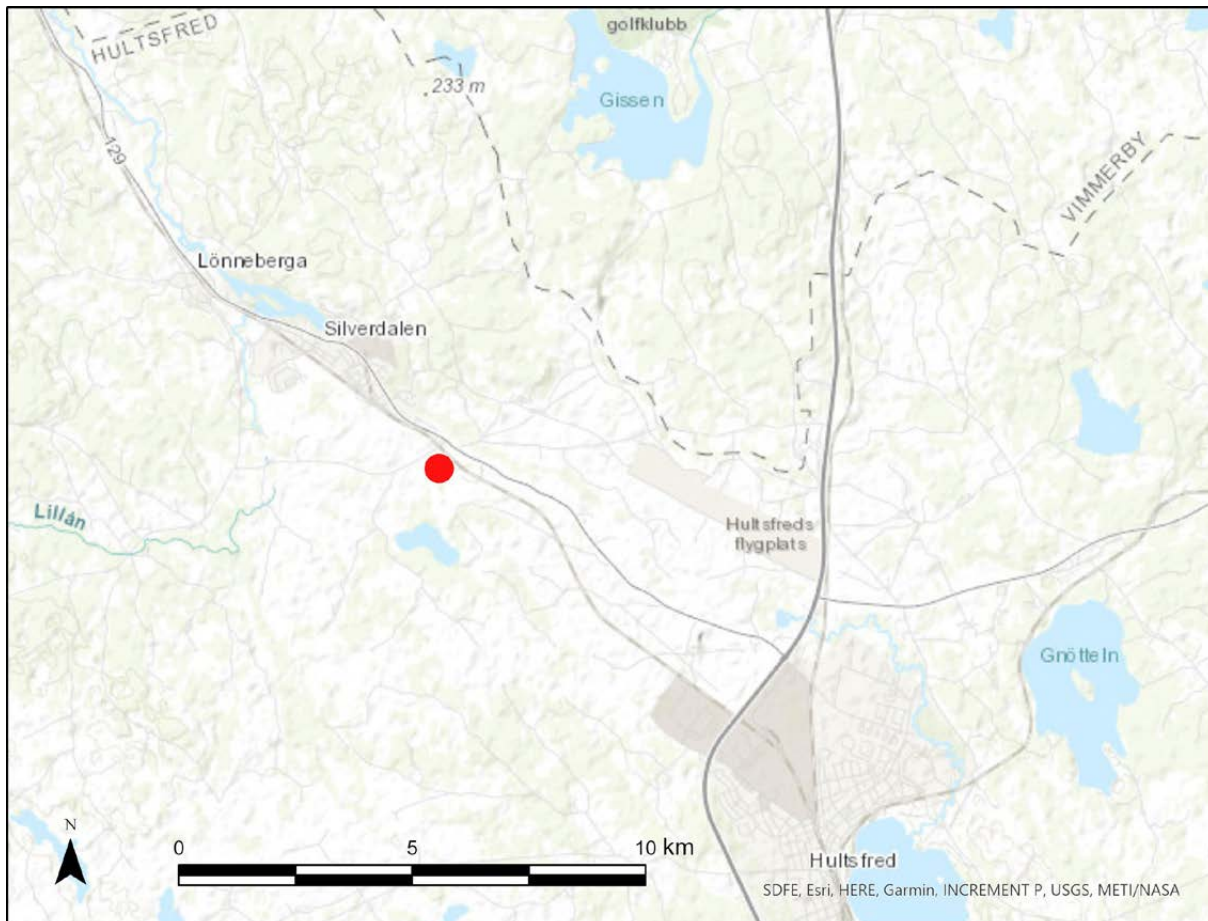 golfklubb
HULTSFRED
233 m
Gissen
129
VIMMERBY
Lönneberga
Silverdalen
Lillån
Hultsfreds
flygplats
Gnötteln
N
0 5 10 km
Hultsfred
SDFE, Esri, HERE, Garmin, INCREMENT P, USGS, METI/NASA